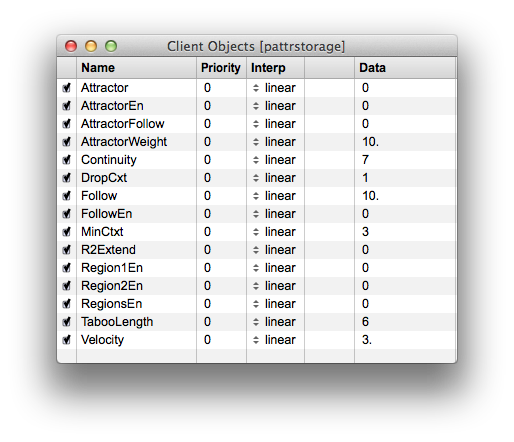 Client Objects [pattrstorage]
Name Priority Interp Data
Attractor 0 linear 0
AttractorEn 0 linear 0
AttractorFollow 0 linear 0
AttractorWeight 0 linear 10.
Continuity 0 linear 7
DropCxt 0 linear 1
Follow 0 linear 10.
FollowEn 0 linear 0
MinCtxt 0 linear 3
R2Extend 0 linear 0
Region1En 0 linear 0
Region2En 0 linear 0
RegionsEn 0 linear 0
TabooLength 0 linear 6
Velocity 0 linear 3.